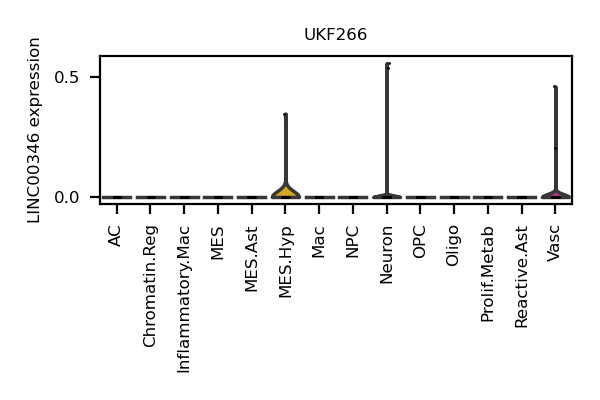 UKF266
LINC00346 expression
0.5
0.0
AC
Chromatin.Reg
Inflammatory.Mac
MES
MES.Ast
MES.Hyp
Mac
NPC
Neuron
OPC
Oligo
Prolif.Metab
Reactive.Ast
Vasc